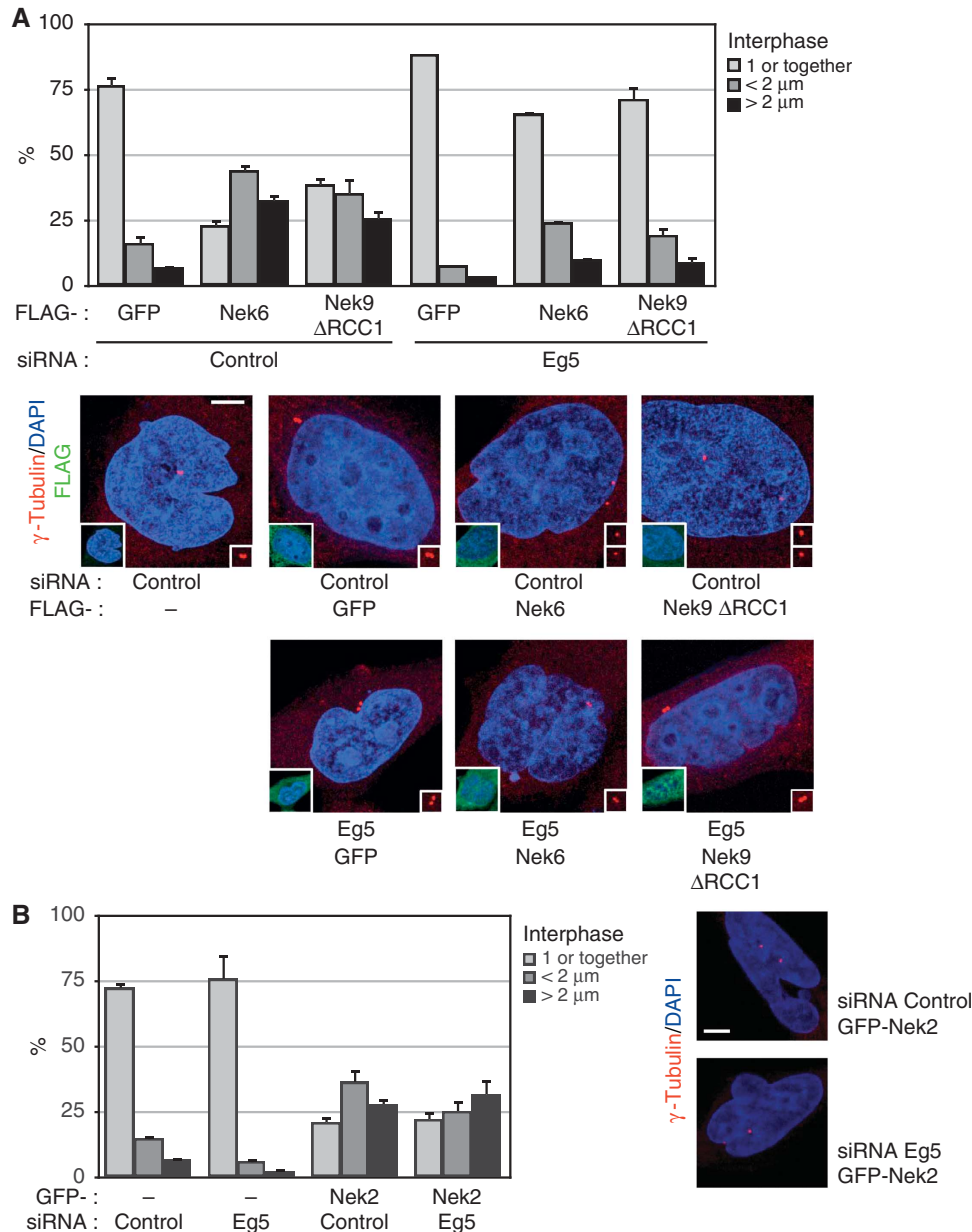 A
100
75
50
25
0
%
Interphase
1 or together
< 2 μm
> 2 μm
FLAG- : GFP Nek6 Nek9 ΔRCC1 GFP Nek6 Nek9 ΔRCC1
siRNA : Control Eg5
γ-Tubulin/DAPI
FLAG
siRNA : Control Control Control Control
FLAG- : – GFP Nek6 Nek9 ΔRCC1
Eg5 Eg5 Eg5
GFP Nek6 Nek9
ΔRCC1
B
100
75
50
25
0
%
Interphase
1 or together
< 2 μm
> 2 μm
GFP- : – – Nek2 Nek2
siRNA : Control Eg5 Control Eg5
γ-Tubulin/DAPI
siRNA Control
GFP-Nek2
siRNA Eg5
GFP-Nek2